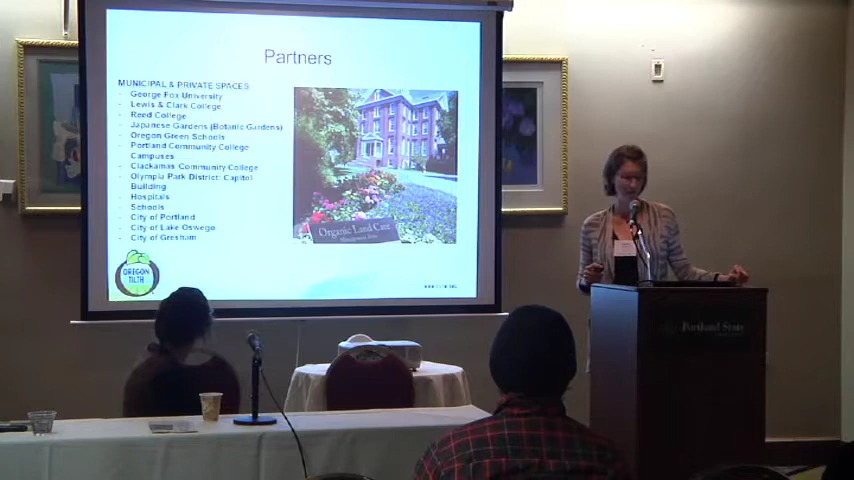 Partners
MUNICIPAL & PRIVATE SPACES
- George Fox University
- Lewis & Clark College
- Reed College
- Japanese Gardens (Botanic Gardens)
- Oregon Green Schools
- Portland Community College
Campuses
- Clackamas Community College
- Olympia Park District: Capitol
Building
- Hospitals
- Schools
- City of Portland
- City of Lake Oswego
- City of Gresham
Organic Land Care
OREGON
TILTH
Portland State